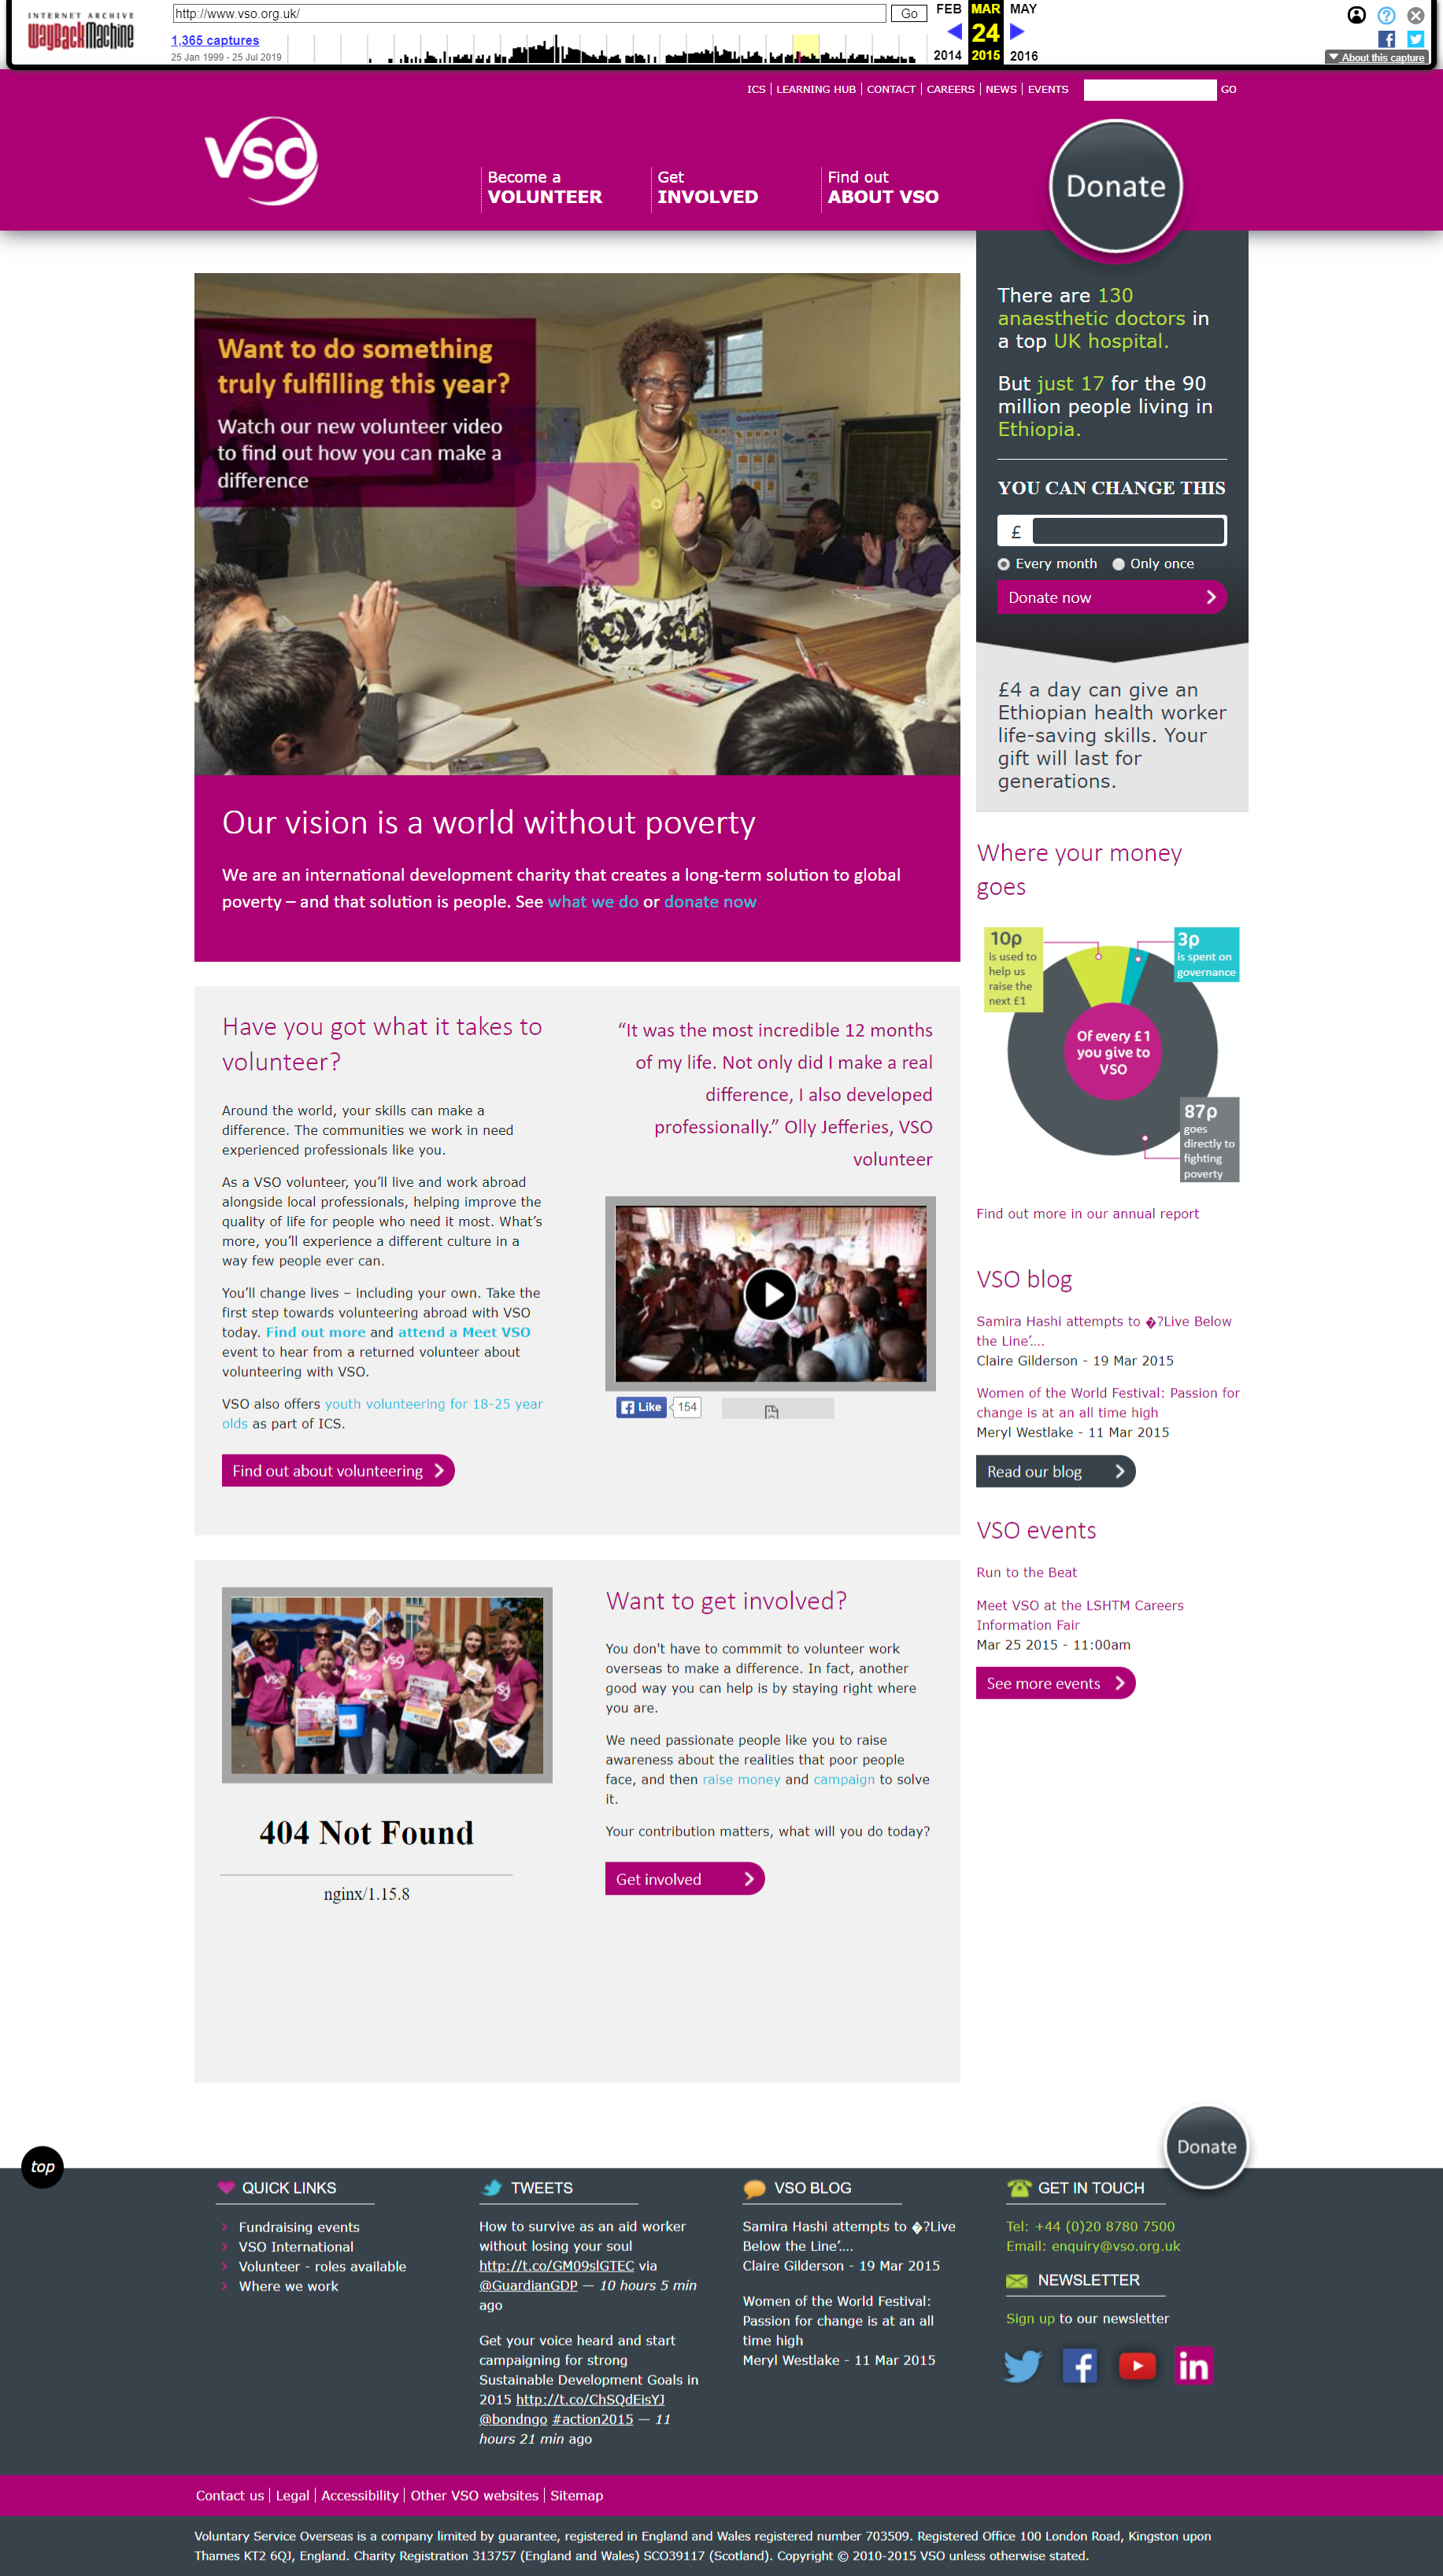 INTERNET ARCHIVE
WayBackMachine
http://www.vso.org.uk/
Go
FEB
MAR
MAY
24
2014
2015
2016
1,365 captures
25 Jan 1999 - 25 Jul 2019
About this capture
ICS | LEARNING HUB | CONTACT | CAREERS | NEWS | EVENTS
GO
vso
Become a
VOLUNTEER
Get
INVOLVED
Find out
ABOUT VSO
Donate
Want to do something
truly fulfilling this year?
Watch our new volunteer video
to find out how you can make a
difference
Our vision is a world without poverty
We are an international development charity that creates a long-term solution to global
poverty – and that solution is people. See what we do or donate now
There are 130
anaesthetic doctors in
a top UK hospital.
But just 17 for the 90
million people living in
Ethiopia.
YOU CAN CHANGE THIS
£
Every month
Only once
Donate now
£4 a day can give an
Ethiopian health worker
life-saving skills. Your
gift will last for
generations.
Where your money
goes
10p
is used to
help us
raise the
next £1
3p
is spent on
governance
Of every £1
you give to
VSO
87p
goes
directly to
fighting
poverty
Find out more in our annual report
Have you got what it takes to
volunteer?
Around the world, your skills can make a
difference. The communities we work in need
experienced professionals like you.
As a VSO volunteer, you’ll live and work abroad
alongside local professionals, helping improve the
quality of life for people who need it most. What’s
more, you’ll experience a different culture in a
way few people ever can.
You’ll change lives – including your own. Take the
first step towards volunteering abroad with VSO
today. Find out more and attend a Meet VSO
event to hear from a returned volunteer about
volunteering with VSO.
VSO also offers youth volunteering for 18-25 year
olds as part of ICS.
Find out about volunteering
“It was the most incredible 12 months
of my life. Not only did I make a real
difference, I also developed
professionally.” Olly Jefferies, VSO
volunteer
Like
154
VSO blog
Samira Hashi attempts to �?Live Below
the Line’....
Claire Gilderson - 19 Mar 2015
Women of the World Festival: Passion for
change is at an all time high
Meryl Westlake - 11 Mar 2015
Read our blog
VSO events
Run to the Beat
Meet VSO at the LSHTM Careers
Information Fair
Mar 25 2015 - 11:00am
See more events
404 Not Found
nginx/1.15.8
Want to get involved?
You don't have to commmit to volunteer work
overseas to make a difference. In fact, another
good way you can help is by staying right where
you are.
We need passionate people like you to raise
awareness about the realities that poor people
face, and then raise money and campaign to solve
it.
Your contribution matters, what will you do today?
Get involved
Donate
top
QUICK LINKS
Fundraising events
VSO International
Volunteer - roles available
Where we work
TWEETS
How to survive as an aid worker
without losing your soul
http://t.co/GM09slGTEC via
@GuardianGDP — 10 hours 5 min
ago
Get your voice heard and start
campaigning for strong
Sustainable Development Goals in
2015 http://t.co/ChSQdEisYJ
@bondngo #action2015 — 11
hours 21 min ago
VSO BLOG
Samira Hashi attempts to �?Live
Below the Line’....
Claire Gilderson - 19 Mar 2015
Women of the World Festival:
Passion for change is at an all
time high
Meryl Westlake - 11 Mar 2015
GET IN TOUCH
Tel: +44 (0)20 8780 7500
Email: enquiry@vso.org.uk
NEWSLETTER
Sign up to our newsletter
Contact us | Legal | Accessibility | Other VSO websites | Sitemap
Voluntary Service Overseas is a company limited by guarantee, registered in England and Wales registered number 703509. Registered Office 100 London Road, Kingston upon
Thames KT2 6QJ, England. Charity Registration 313757 (England and Wales) SCO39117 (Scotland). Copyright © 2010-2015 VSO unless otherwise stated.